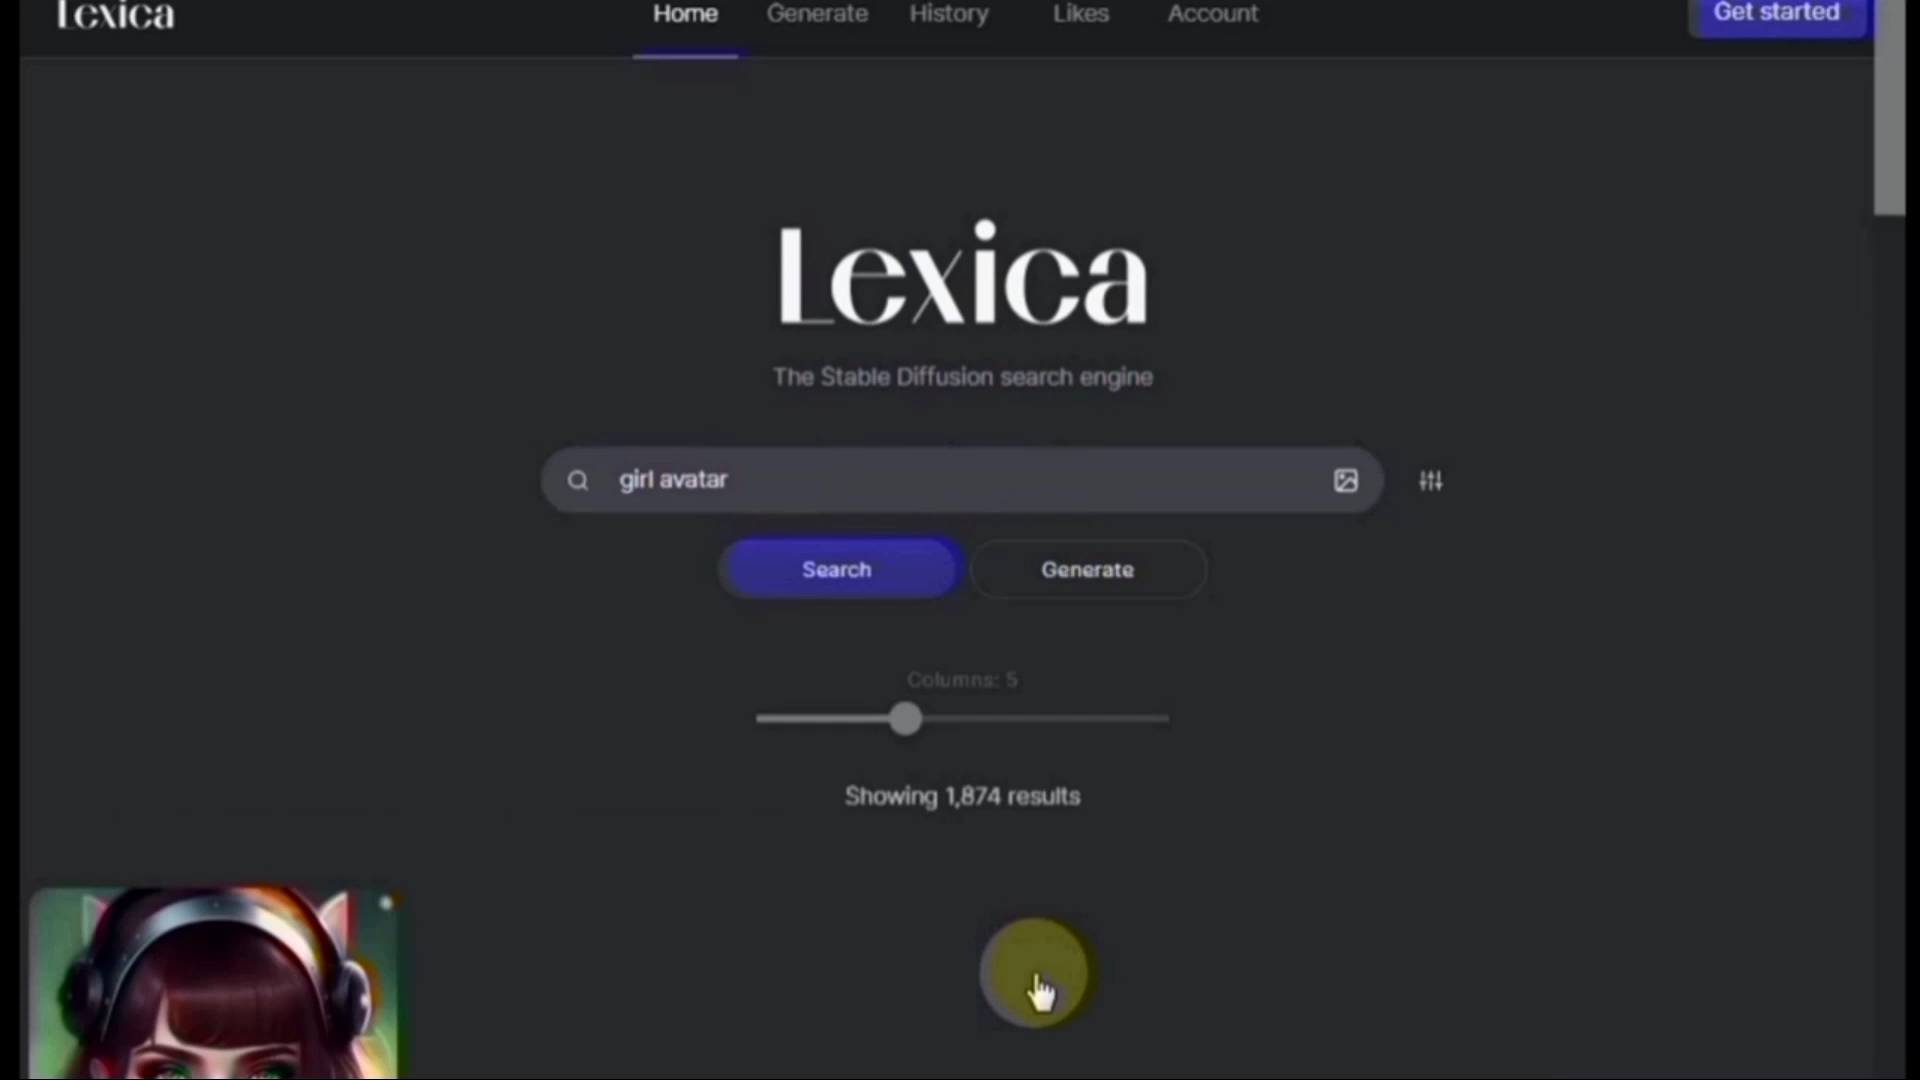 Lexica
Home Generate History Likes Account Get started
Lexica
The Stable Diffusion search engine
girl avatar
Search Generate
Columns: 5
Showing 1,874 results